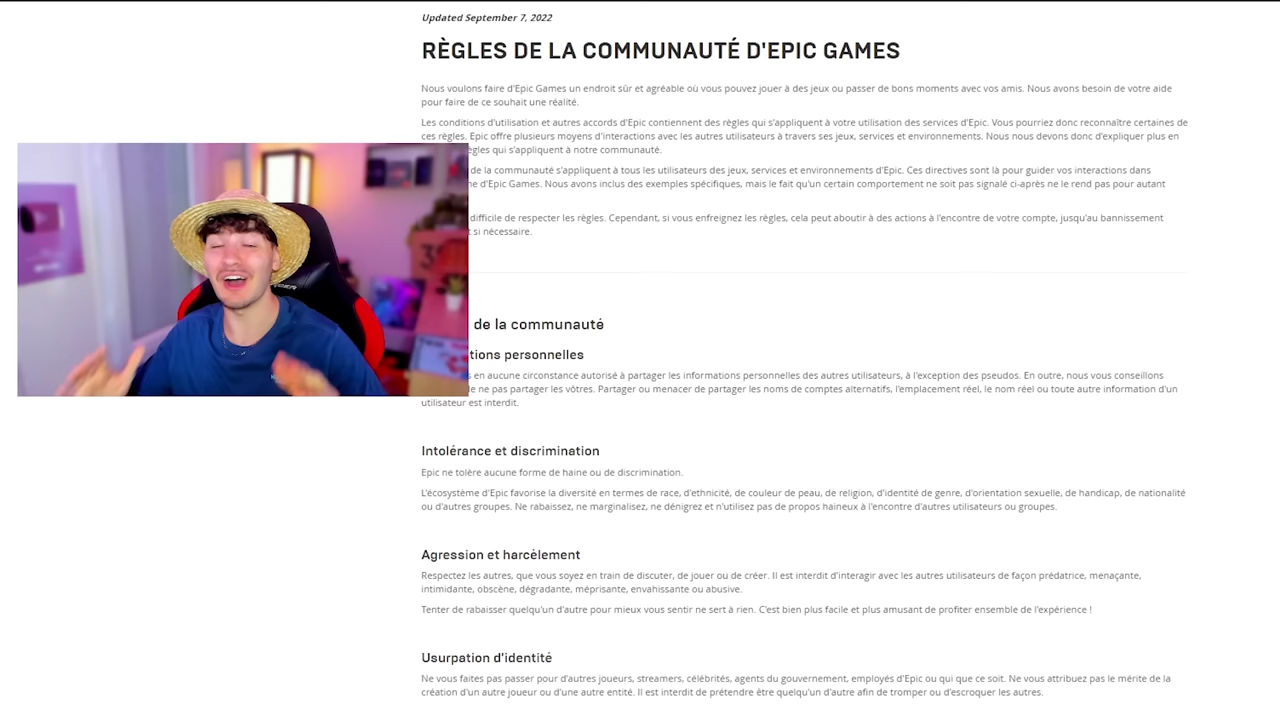 Updated September 7, 2022
RÈGLES DE LA COMMUNAUTÉ D'EPIC GAMES
Nous voulons faire d'Epic Games un endroit sûr et agréable où vous pouvez jouer à des jeux ou passer de bons moments avec vos amis. Nous avons besoin de votre aide
pour faire de ce souhait une réalité.
Les conditions d'utilisation et autres accords d'Epic contiennent des règles qui s'appliquent à votre utilisation des services d'Epic. Vous pourriez donc reconnaître certaines de
ces règles. Epic offre plusieurs moyens d'interactions avec les autres utilisateurs à travers ses jeux, services et environnements. Nous nous devons donc d'expliquer plus en
règles qui s'appliquent à notre communauté.
de la communauté s'appliquent à tous les utilisateurs des jeux, services et environnements d'Epic. Ces directives sont là pour guider vos interactions dans
d'Epic Games. Nous avons inclus des exemples spécifiques, mais le fait qu'un certain comportement ne soit pas signalé ci-après ne le rend pas pour autant
difficile de respecter les règles. Cependant, si vous enfreignez les règles, cela peut aboutir à des actions à l'encontre de votre compte, jusqu'au bannissement
si nécessaire.
de la communauté
personnelles
en aucune circonstance autorisé à partager les informations personnelles des autres utilisateurs, à l'exception des pseudos. En outre, nous vous conseillons
ne pas partager les vôtres. Partager ou menacer de partager les noms de comptes alternatifs, l'emplacement réel, le nom réel ou toute autre information d'un
utilisateur est interdit.
Intolérance et discrimination
Epic ne tolère aucune forme de haine ou de discrimination.
L'écosystème d'Epic favorise la diversité en termes de race, d'ethnicité, de couleur de peau, de religion, d'identité de genre, d'orientation sexuelle, de handicap, de nationalité
ou d'autres groupes. Ne rabaissez, ne marginalisez, ne dénigrez et n'utilisez pas de propos haineux à l'encontre d'autres utilisateurs ou groupes.
Agression et harcèlement
Respectez les autres, que vous soyez en train de discuter, de jouer ou de créer. Il est interdit d'interagir avec les autres utilisateurs de façon prédatrice, menaçante,
intimidante, obscène, dégradante, méprisante, envahissante ou abusive.
Tenter de rabaisser quelqu'un d'autre pour mieux vous sentir ne sert à rien. C'est bien plus facile et plus amusant de profiter ensemble de l'expérience !
Usurpation d'identité
Ne vous faites pas passer pour d'autres joueurs, streamers, célébrités, agents du gouvernement, employés d'Epic ou qui que ce soit. Ne vous attribuez pas le mérite de la
création d'un autre joueur ou d'une autre entité. Il est interdit de prétendre être quelqu'un d'autre afin de tromper ou d'escroquer les autres.